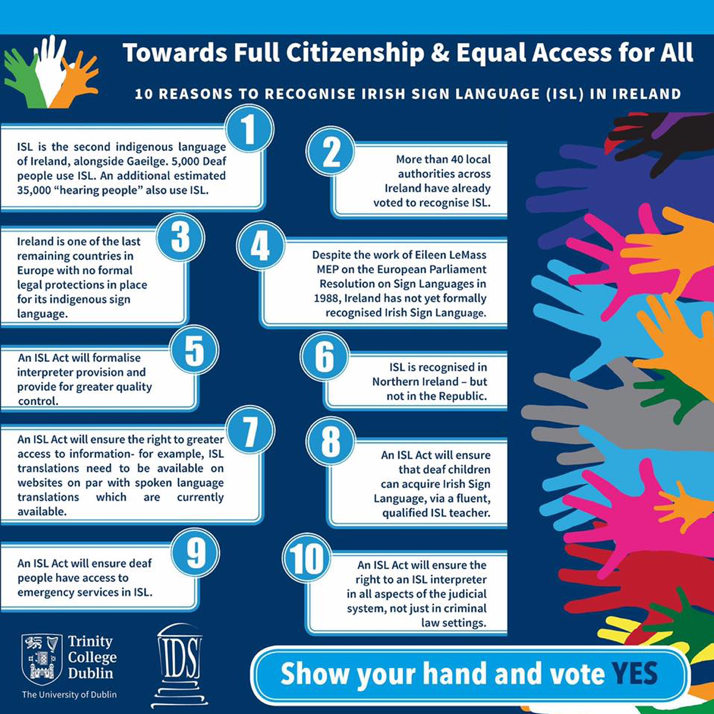 Towards Full Citizenship & Equal Access for All
10 REASONS TO RECOGNISE IRISH SIGN LANGUAGE (ISL) IN IRELAND
1
ISL is the second indigenous language
of Ireland, alongside Gaeilge. 5,000 Deaf
people use ISL. An additional estimated
35,000 “hearing people” also use ISL.
2
More than 40 local
authorities across
Ireland have already
voted to recognise ISL.
3
Ireland is one of the last
remaining countries in
Europe with no formal
legal protections in place
for its indigenous sign
language.
4
Despite the work of Eileen LeMass
MEP on the European Parliament
Resolution on Sign Languages in
1988, Ireland has not yet formally
recognised Irish Sign Language.
5
An ISL Act will formalise
interpreter provision and
provide for greater quality
control.
6
ISL is recognised in
Northern Ireland – but
not in the Republic.
7
An ISL Act will ensure the right to greater
access to information- for example, ISL
translations need to be available on
websites on par with spoken language
translations which are currently
available.
8
An ISL Act will ensure
that deaf children
can acquire Irish Sign
Language, via a fluent,
qualified ISL teacher.
9
An ISL Act will ensure deaf
people have access to
emergency services in ISL.
10
An ISL Act will ensure the
right to an ISL interpreter
in all aspects of the judicial
system, not just in criminal
law settings.
Trinity
College
Dublin
The University of Dublin
IDS
Show your hand and vote YES